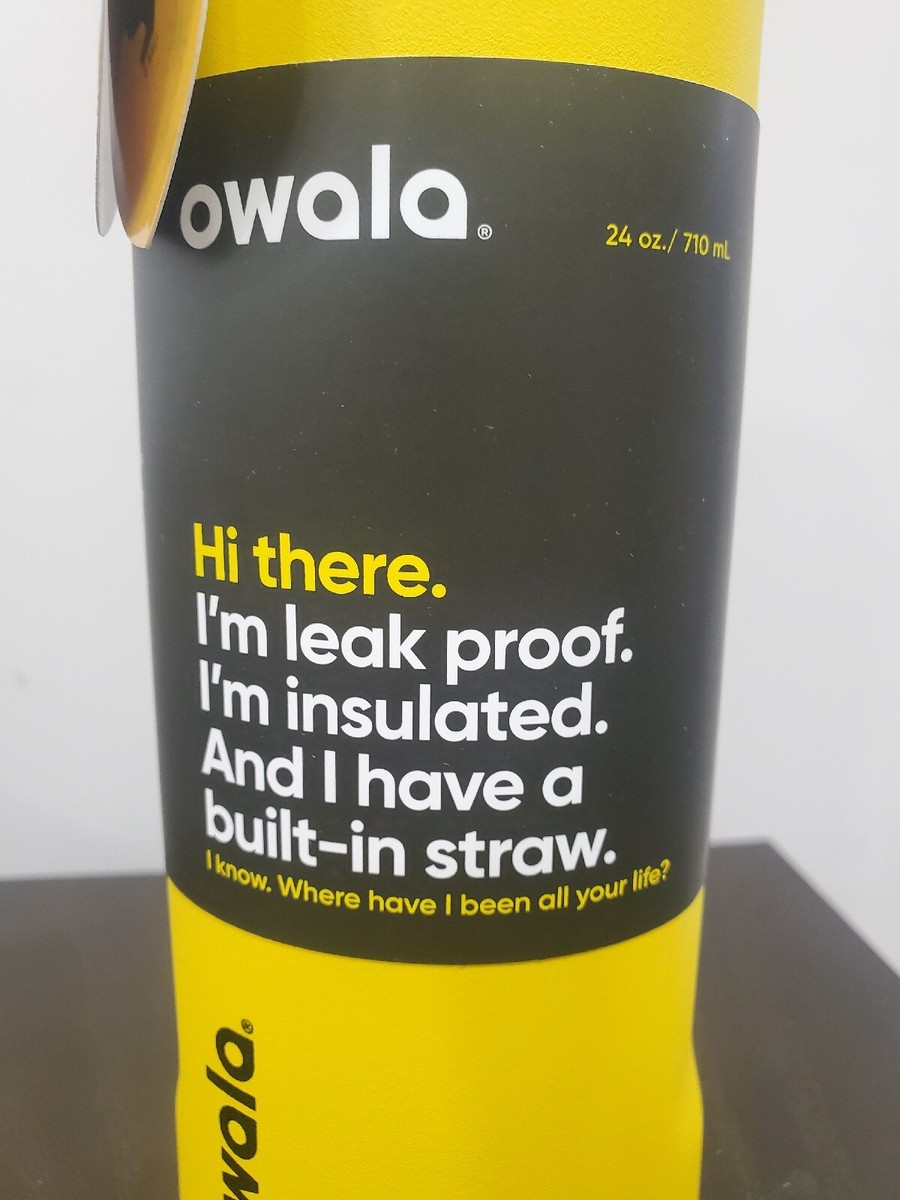 owala®
24 oz./ 710 mL
Hi there.
I'm leak proof.
I'm insulated.
And I have a
built-in straw.
I know. Where have I been all your life?
wala®